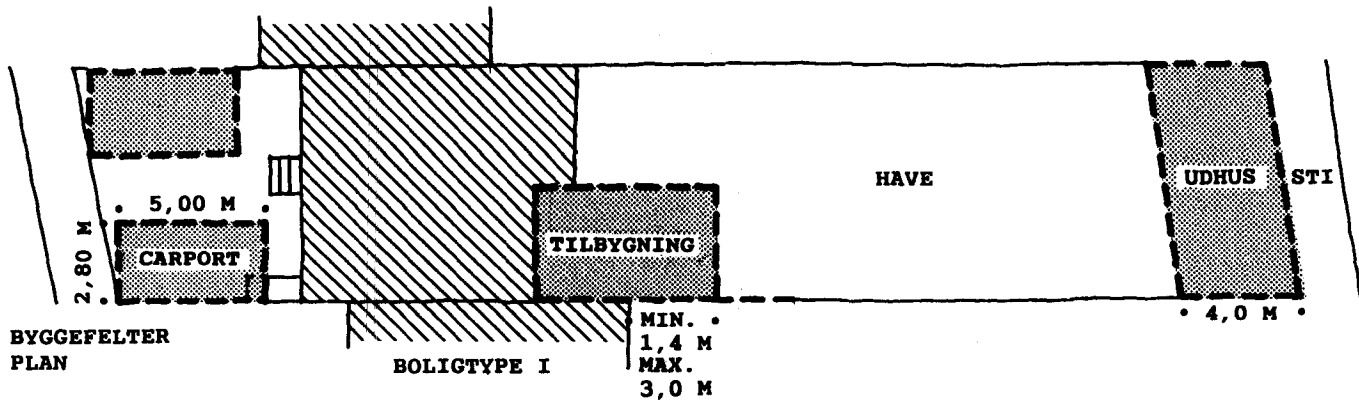 HAVE
UDHUS
STI
5,00 M
2,80 M
CARPORT
TILBYGNING
BYGGEFELTER
PLAN
BOLIGTYPE I
MIN.
1,4 M
MAX.
3,0 M
4,0 M